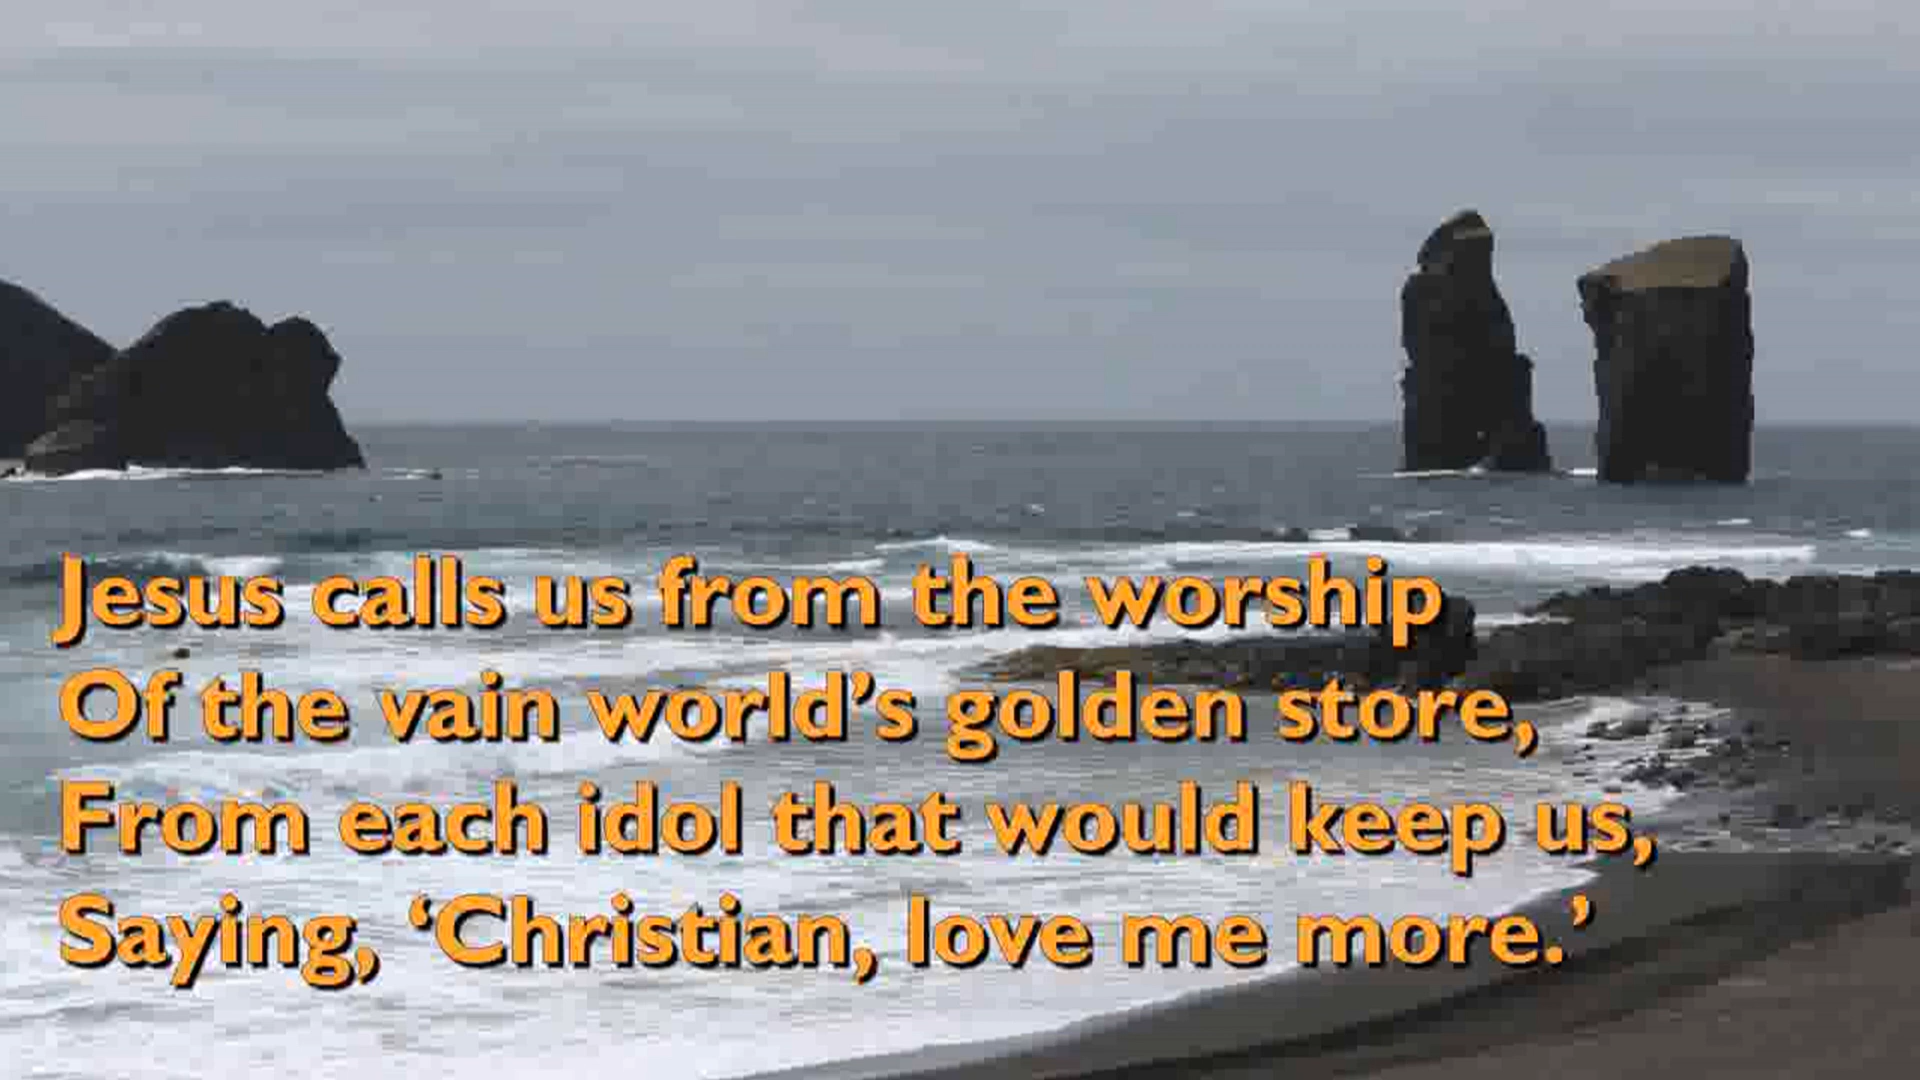 Jesus calls us from the worship
Of the vain world’s golden store,
From each idol that would keep us,
Saying, ‘Christian, love me more.’